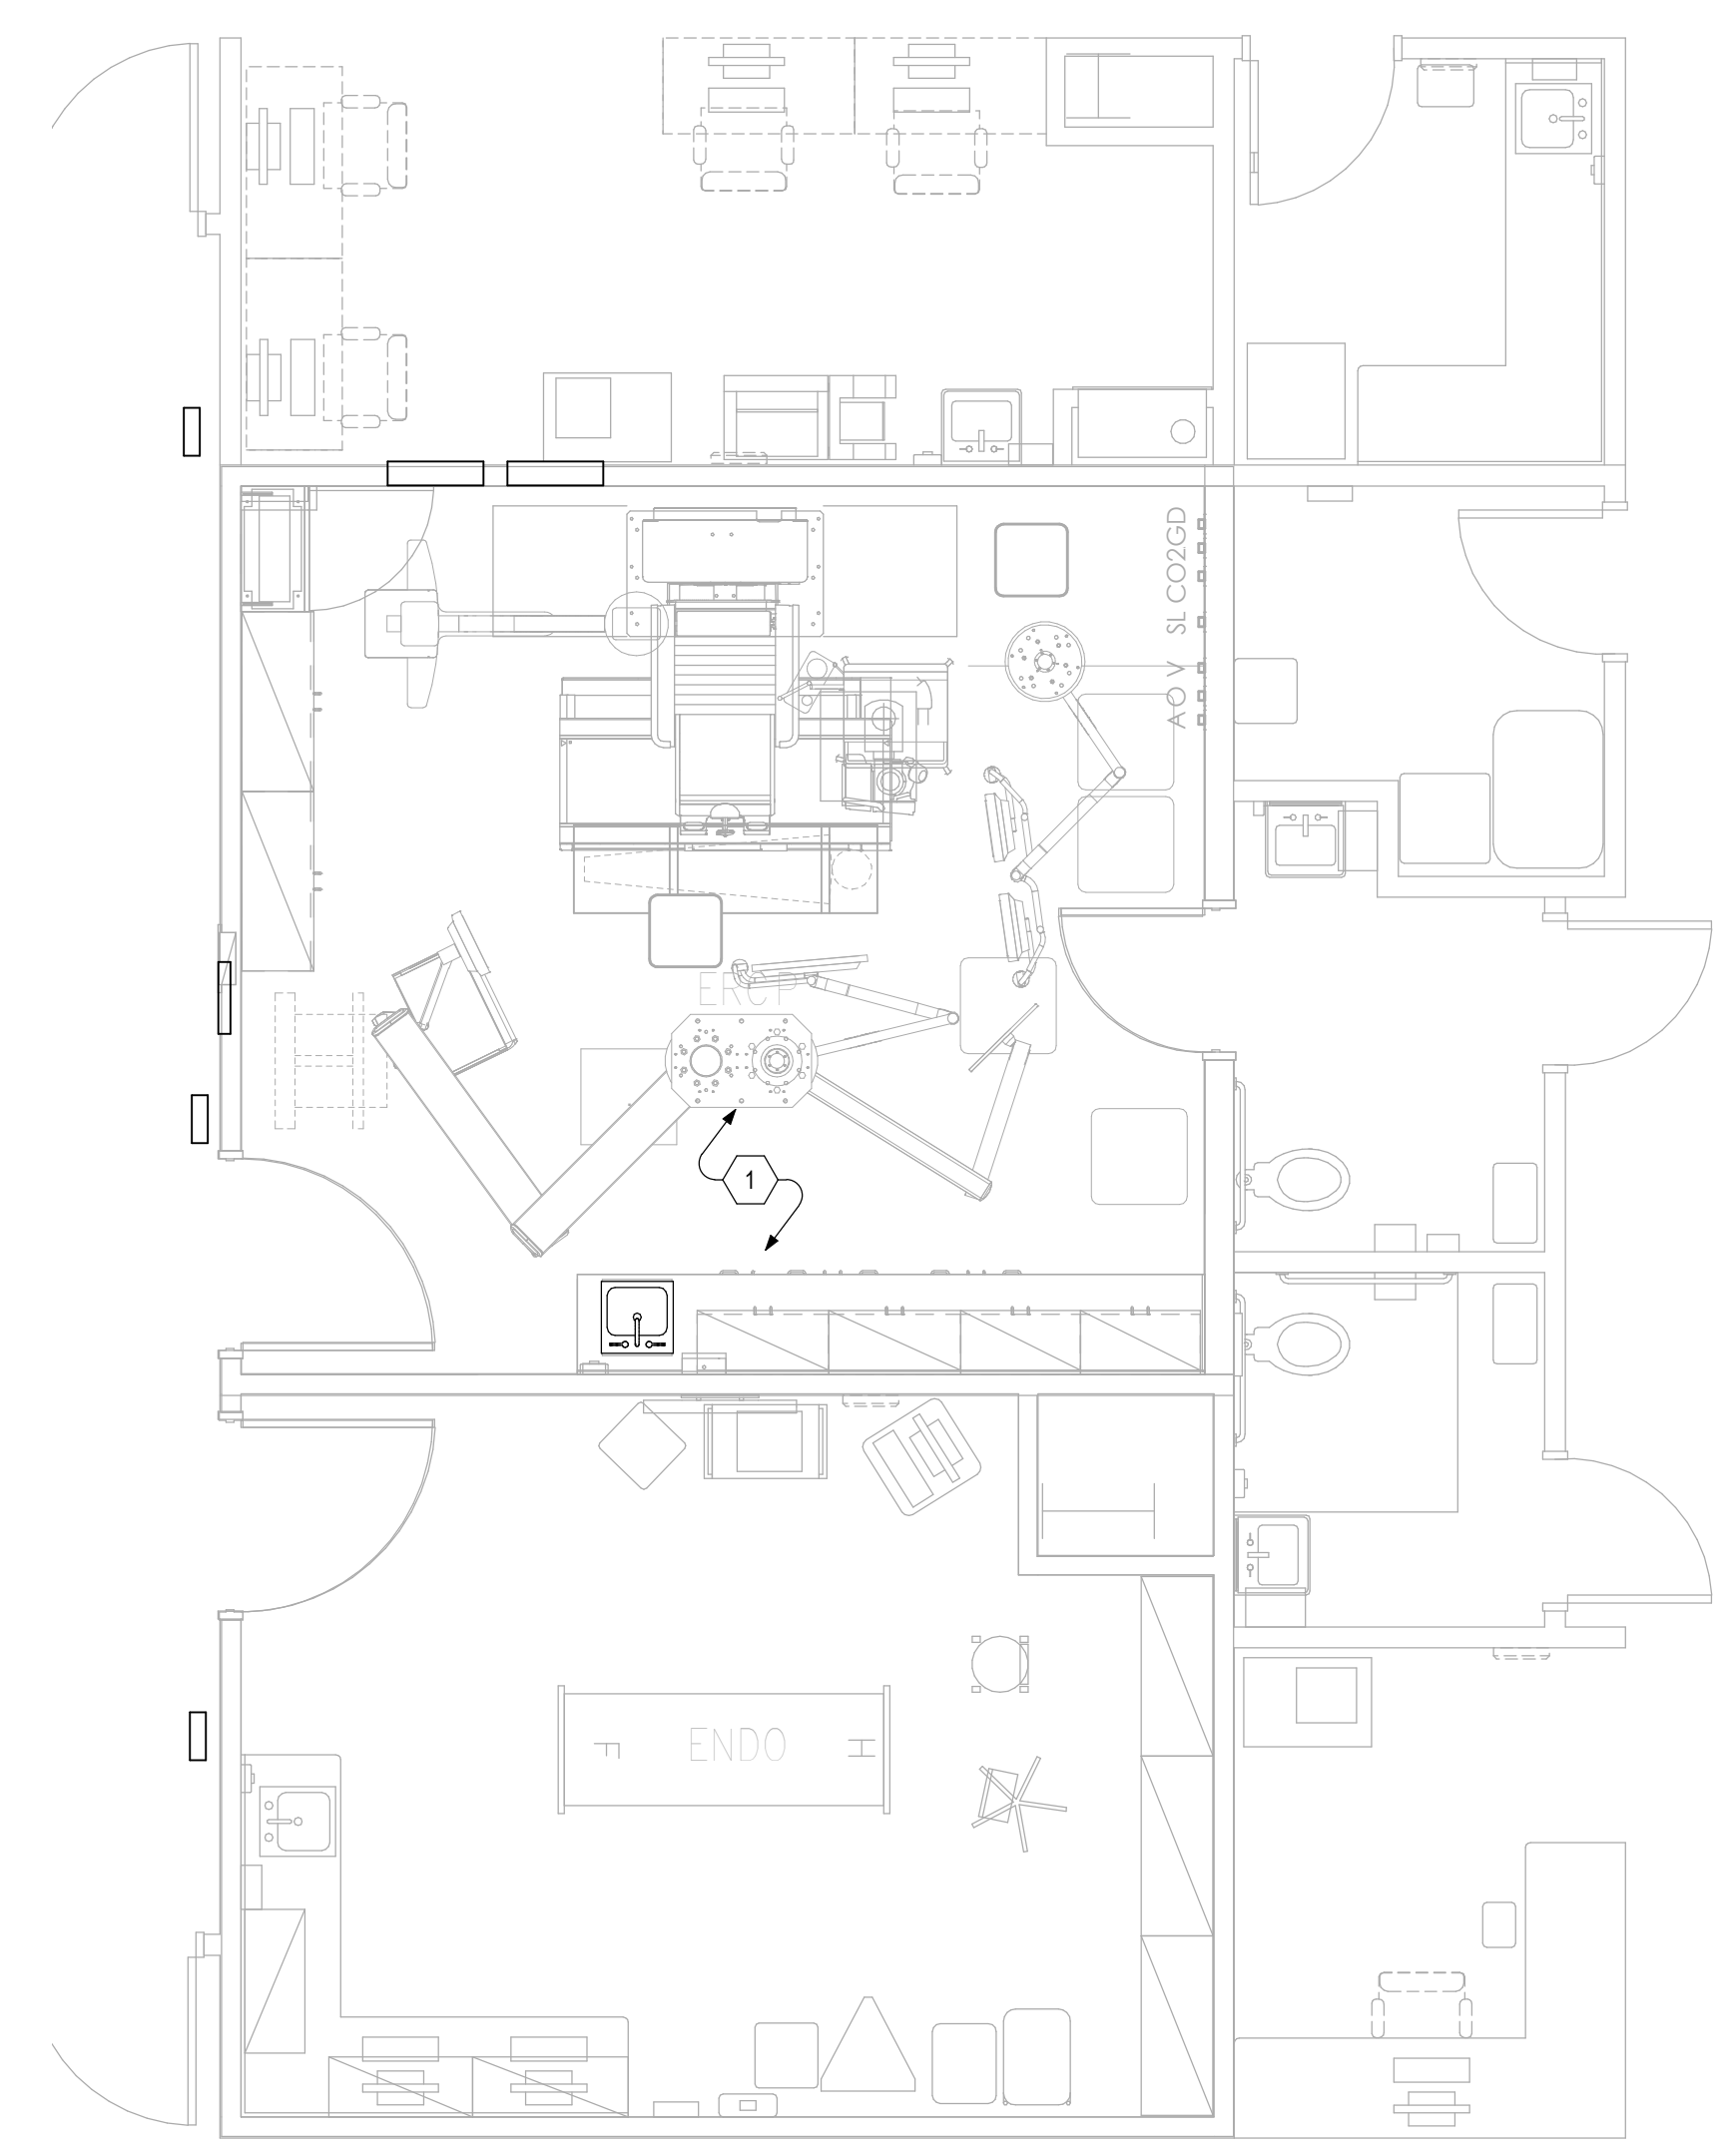 A O V SL CO2GD
ERCP
1
ENDO
F
H